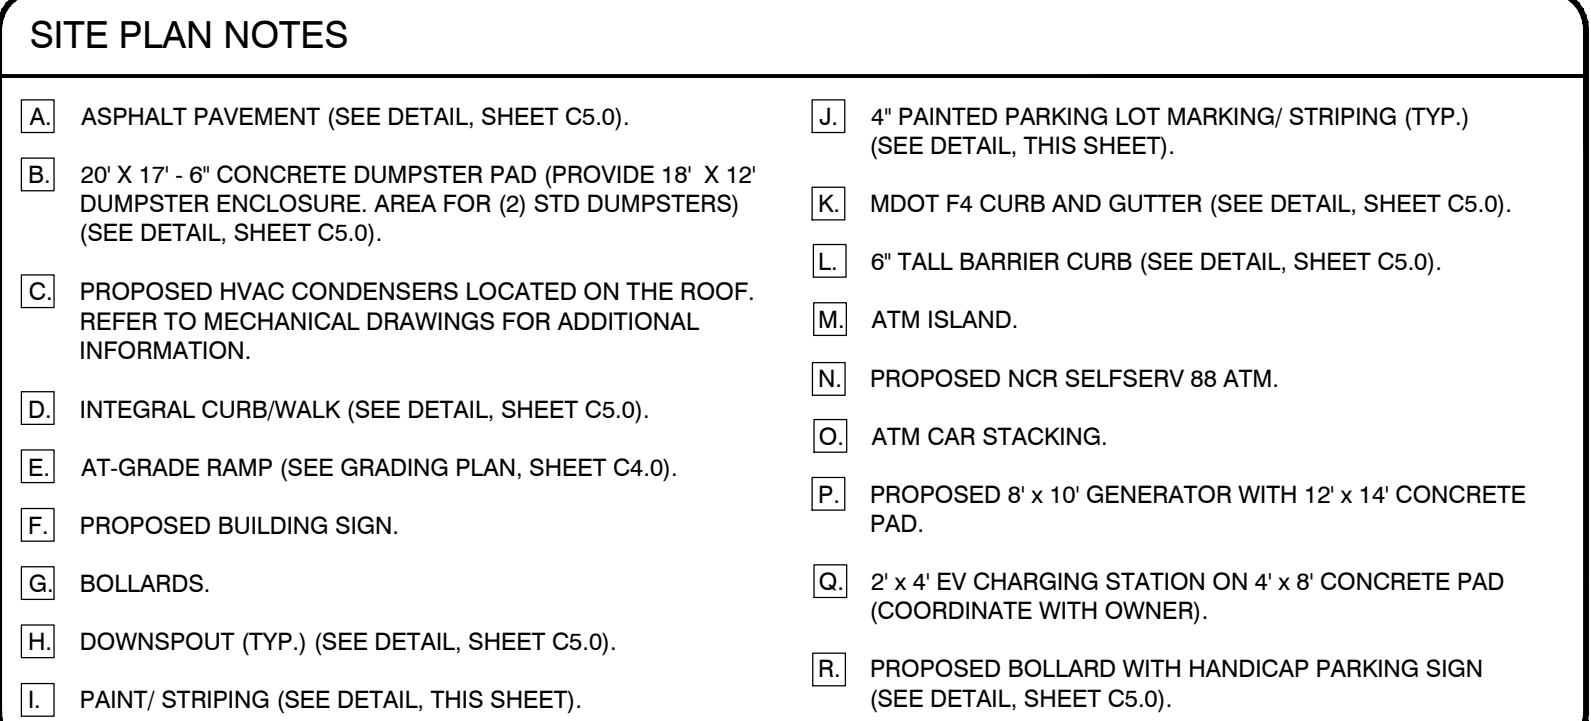 SITE PLAN NOTES
A. ASPHALT PAVEMENT (SEE DETAIL, SHEET C5.0).
B. 20' X 17' - 6" CONCRETE DUMPSTER PAD (PROVIDE 18' X 12'
DUMPSTER ENCLOSURE. AREA FOR (2) STD DUMPSTERS)
(SEE DETAIL, SHEET C5.0).
C. PROPOSED HVAC CONDENSERS LOCATED ON THE ROOF.
REFER TO MECHANICAL DRAWINGS FOR ADDITIONAL
INFORMATION.
D. INTEGRAL CURB/WALK (SEE DETAIL, SHEET C5.0).
E. AT-GRADE RAMP (SEE GRADING PLAN, SHEET C4.0).
F. PROPOSED BUILDING SIGN.
G. BOLLARDS.
H. DOWNSPOUT (TYP.) (SEE DETAIL, SHEET C5.0).
I. PAINT/ STRIPING (SEE DETAIL, THIS SHEET).
J. 4" PAINTED PARKING LOT MARKING/ STRIPING (TYP.)
(SEE DETAIL, THIS SHEET).
K. MDOT F4 CURB AND GUTTER (SEE DETAIL, SHEET C5.0).
L. 6" TALL BARRIER CURB (SEE DETAIL, SHEET C5.0).
M. ATM ISLAND.
N. PROPOSED NCR SELFSERV 88 ATM.
O. ATM CAR STACKING.
P. PROPOSED 8' x 10' GENERATOR WITH 12' x 14' CONCRETE
PAD.
Q. 2' x 4' EV CHARGING STATION ON 4' x 8' CONCRETE PAD
(COORDINATE WITH OWNER).
R. PROPOSED BOLLARD WITH HANDICAP PARKING SIGN
(SEE DETAIL, SHEET C5.0).